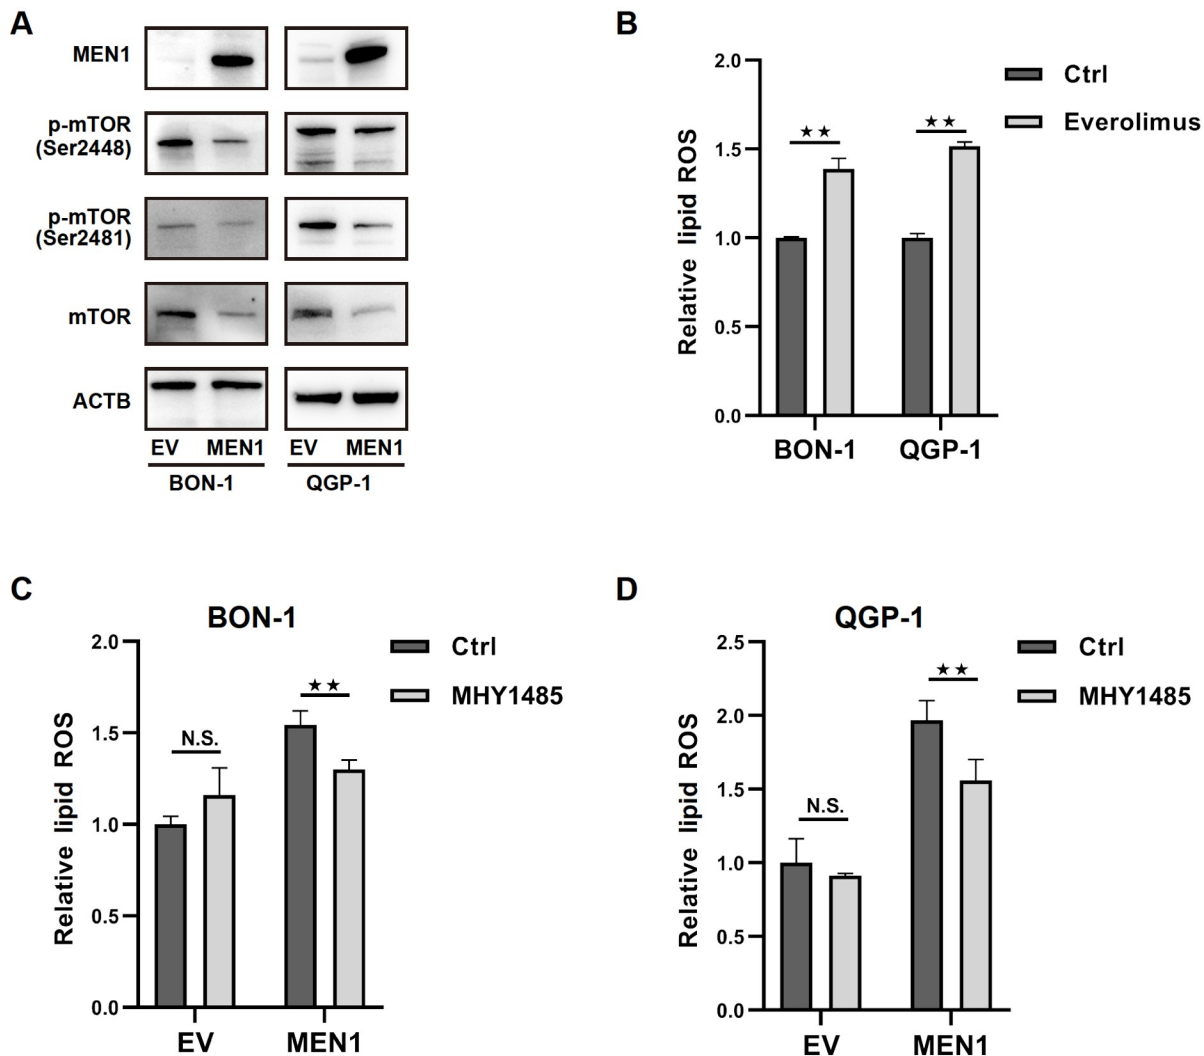 A
MEN1
p-mTOR
(Ser2448)
p-mTOR
(Ser2481)
mTOR
ACTB
EV MEN1 EV MEN1
BON-1 QGP-1
B
Relative lipid ROS
2.0
1.5
1.0
0.5
0.0
★★ ★★
BON-1 QGP-1
Ctrl
Everolimus
C
BON-1
Relative lipid ROS
2.0
1.5
1.0
0.5
0.0
N.S. ★★
EV MEN1
Ctrl
MHY1485
D
QGP-1
Relative lipid ROS
2.5
2.0
1.5
1.0
0.5
0.0
N.S. ★★
EV MEN1
Ctrl
MHY1485